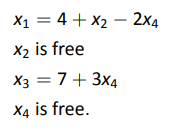 x₁ = 4 + x₂ − 2x₄
x₂ is free
x₃ = 7 + 3x₄
x₄ is free.